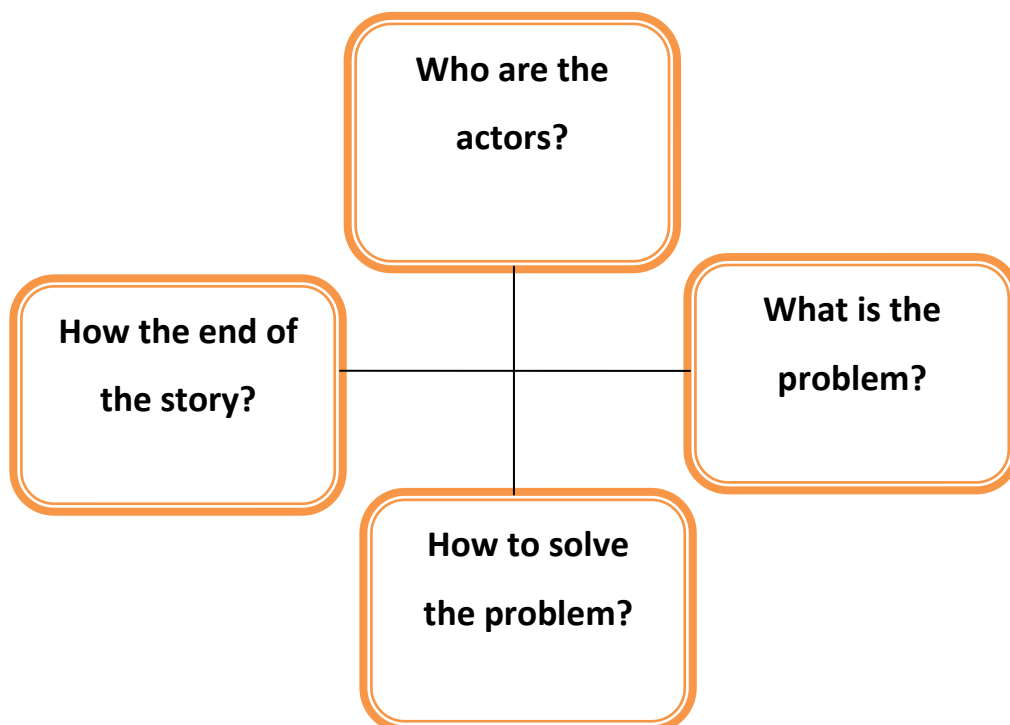 Who are the
actors?
How the end of
the story?
What is the
problem?
How to solve
the problem?